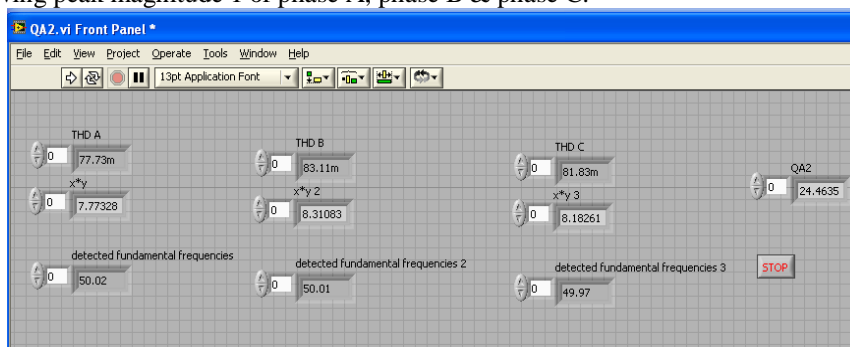 ving peak magnitude 1 of phase A, phase B & phase C.
QA2.vi Front Panel *
File Edit View Project Operate Tools Window Help
13pt Application Font
THD A
0 77.73m
x*y
0 7.77328
detected fundamental frequencies
0 50.02
THD B
0 83.11m
x*y 2
0 8.31083
detected fundamental frequencies 2
0 50.01
THD C
0 81.83m
x*y 3
0 8.18261
detected fundamental frequencies 3
0 49.97
QA2
0 24.4635
STOP